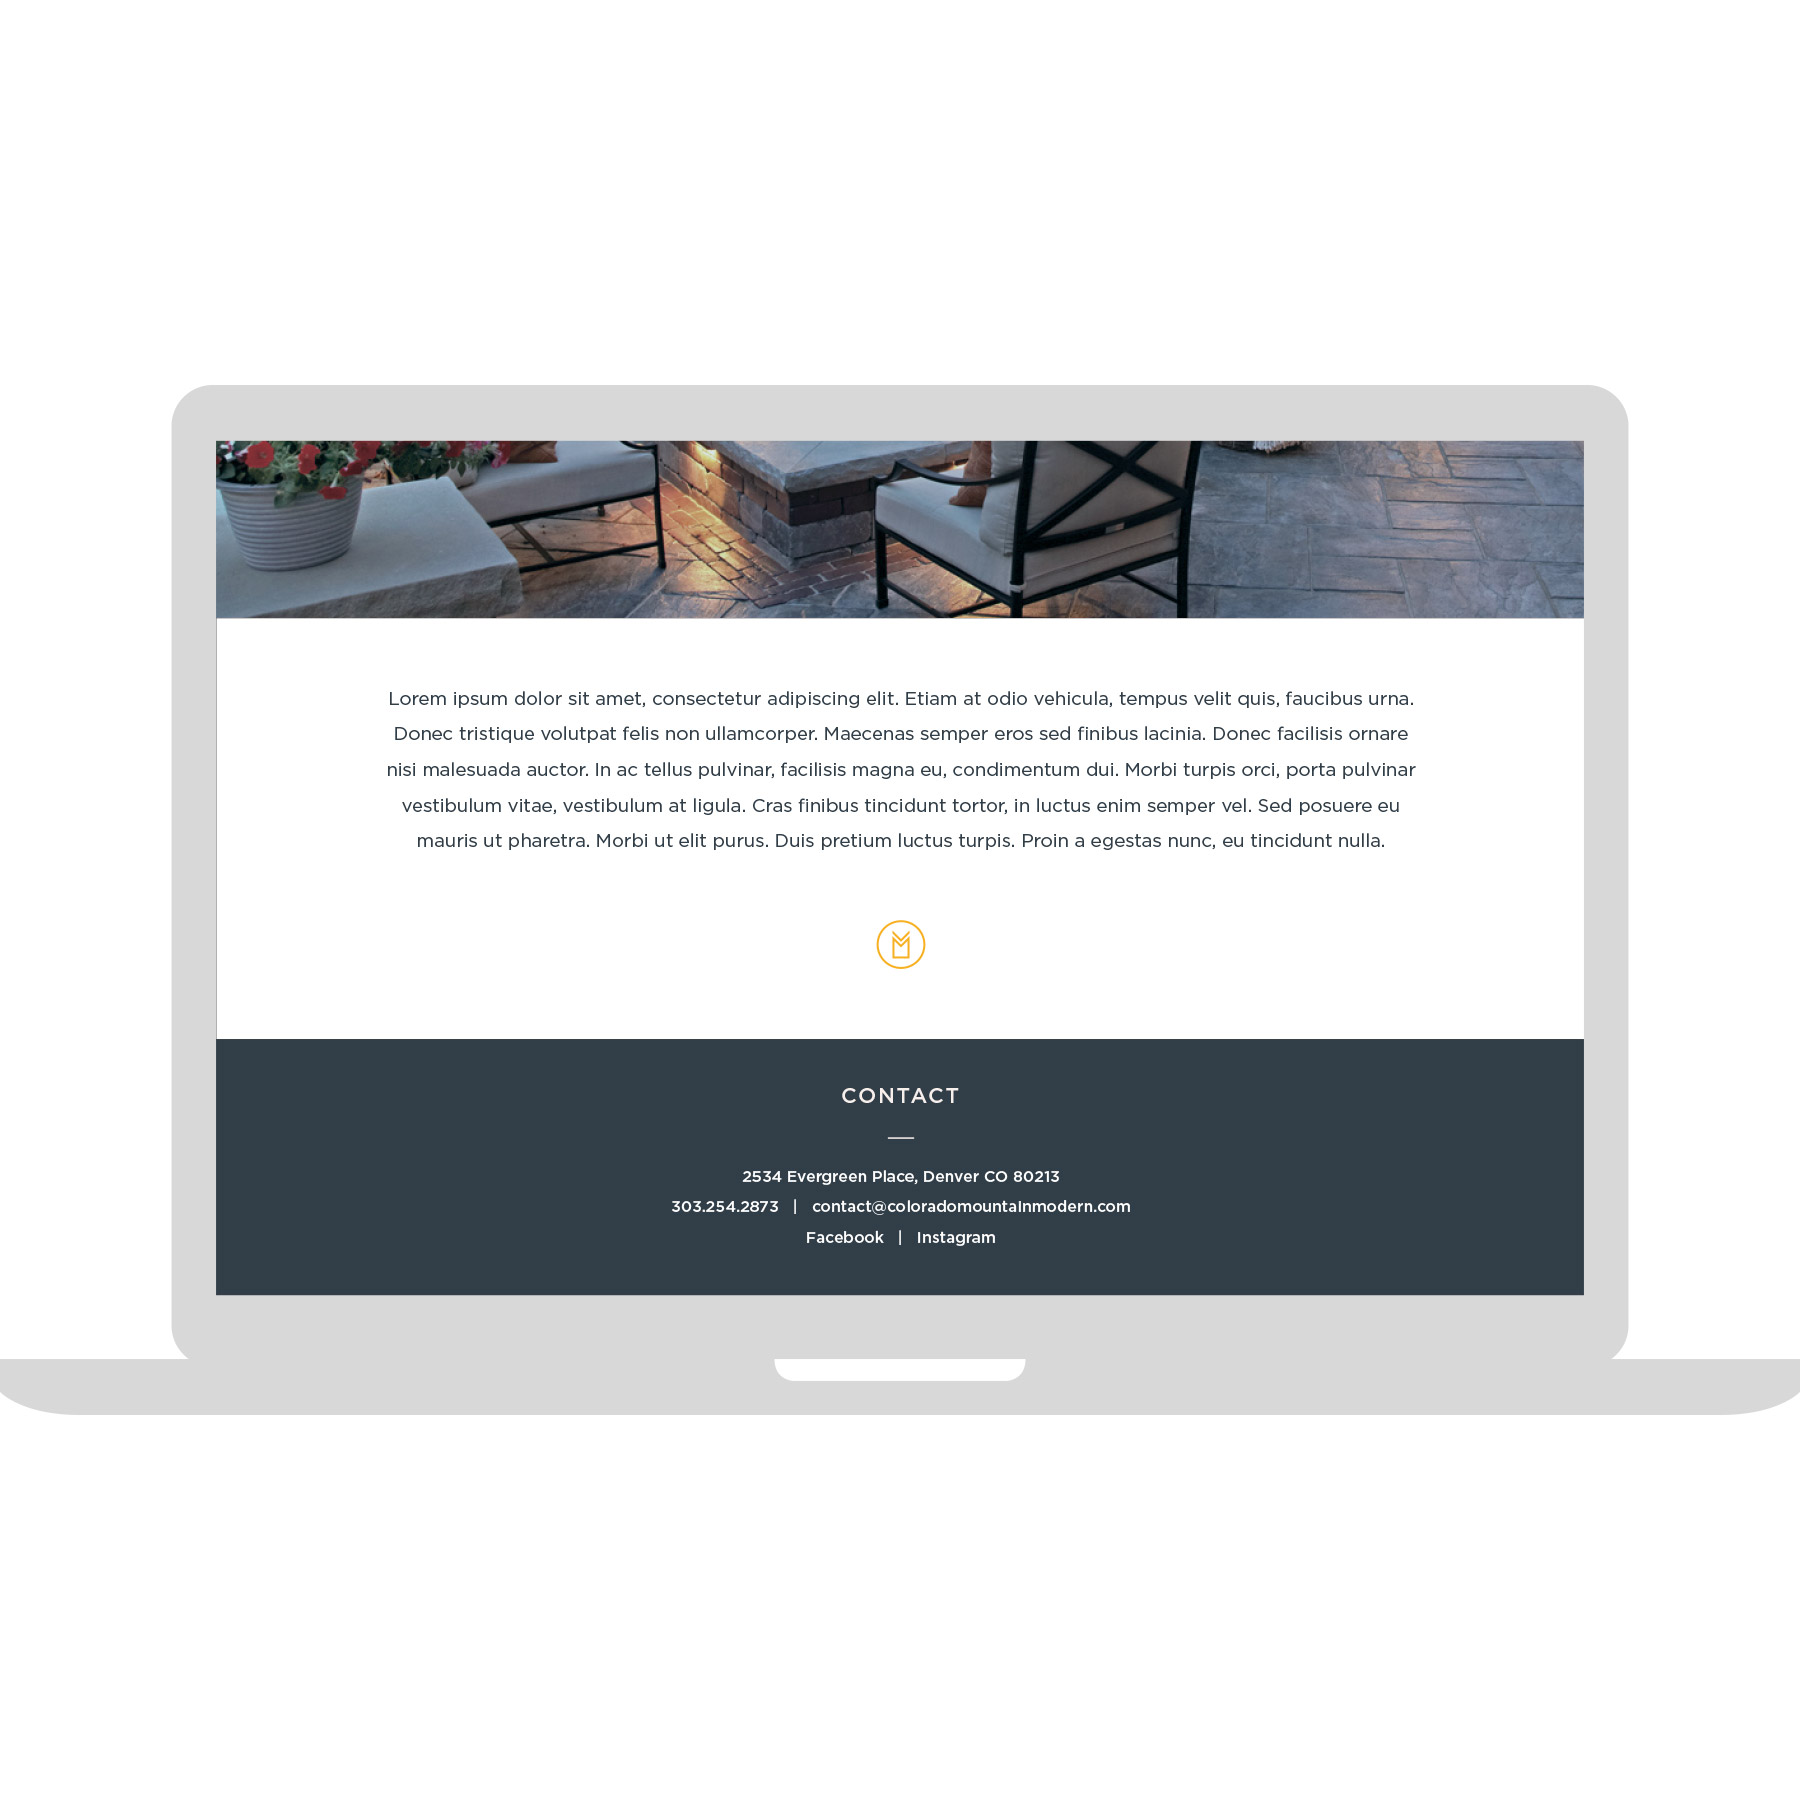 Lorem ipsum dolor sit amet, consectetur adipiscing elit. Etiam at odio vehicula, tempus velit quis, faucibus urna.
Donec tristique volutpat felis non ullamcorper. Maecenas semper eros sed finibus lacinia. Donec facilisis ornare
nisi malesuada auctor. In ac tellus pulvinar, facilisis magna eu, condimentum dui. Morbi turpis orci, porta pulvinar
vestibulum vitae, vestibulum at ligula. Cras finibus tincidunt tortor, in luctus enim semper vel. Sed posuere eu
mauris ut pharetra. Morbi ut elit purus. Duis pretium luctus turpis. Proin a egestas nunc, eu tincidunt nulla.
CONTACT
2534 Evergreen Place, Denver CO 80213
303.254.2873 | contact@coloradomountainmodern.com
Facebook | Instagram